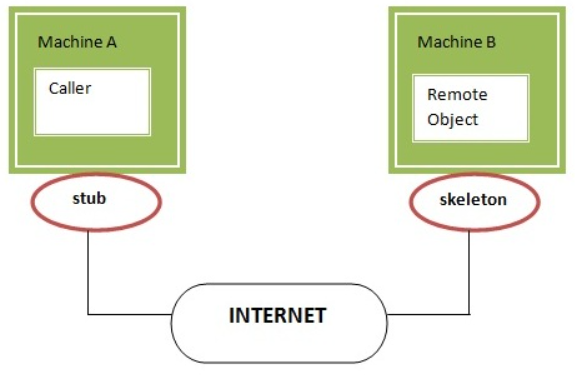 Machine A
Caller
stub
Machine B
Remote
Object
skeleton
INTERNET